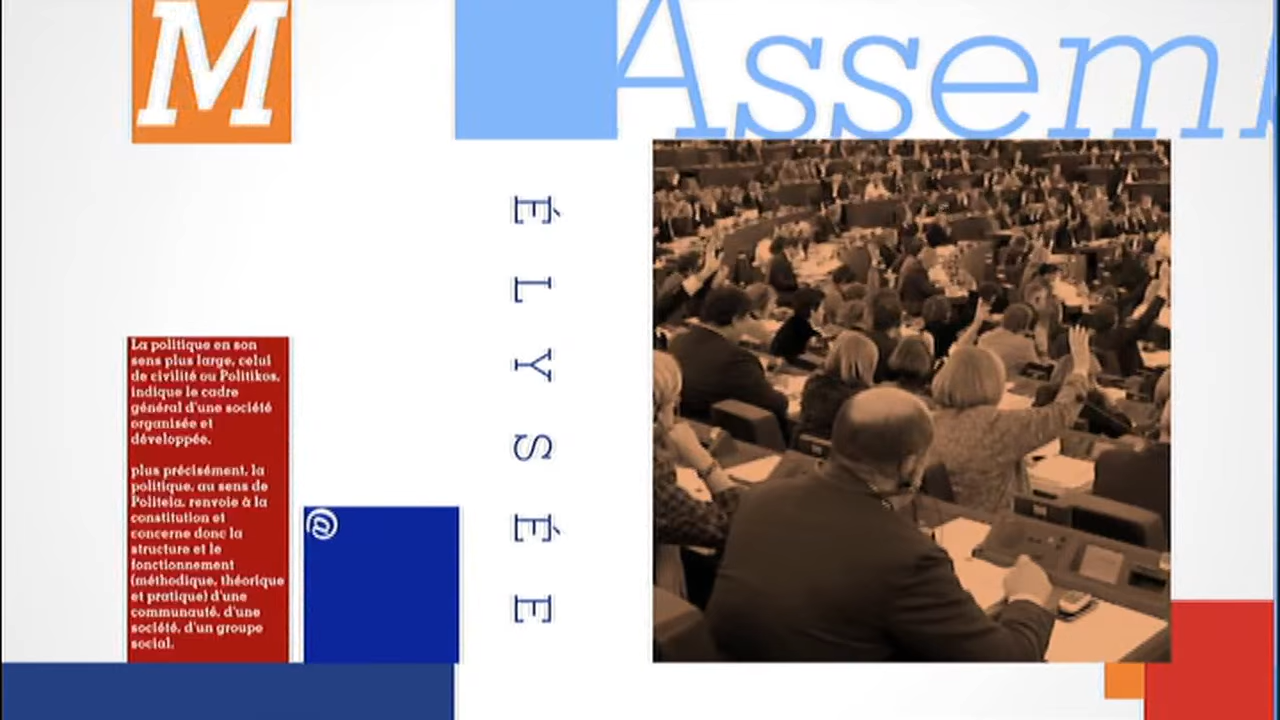 M
Assemb
É
L
Y
S
É
E
La politique en son
sens plus large, celui
de civilité ou Politikos,
indique le cadre
général d'une société
organisée et
développée.
plus précisément, la
politique, au sens de
Politeia, renvoie à la
constitution et
concerne donc la
structure et le
fonctionnement
(méthodique, théorique
et pratique) d'une
communauté, d'une
société, d'un groupe
social.
@